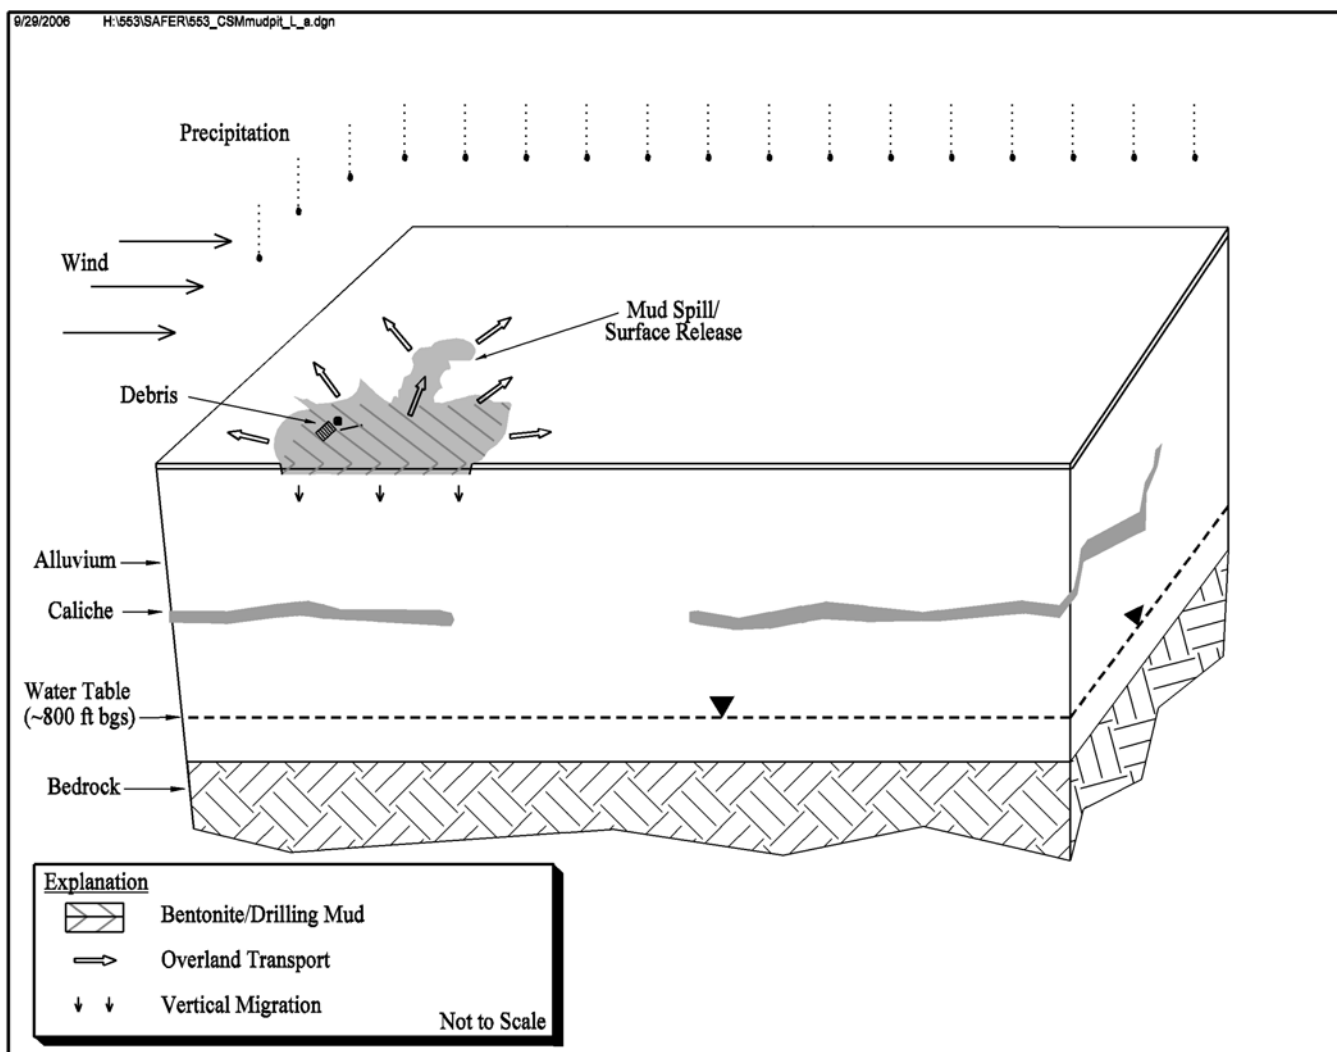 9/29/2006 H:\553\SAFER\553_CSMmudpit_L_a.dgn
Precipitation
Wind
Mud Spill/
Surface Release
Debris
Alluvium
Caliche
Water Table
(~800 ft bgs)
Bedrock
Explanation
Bentonite/Drilling Mud
Overland Transport
Vertical Migration
Not to Scale